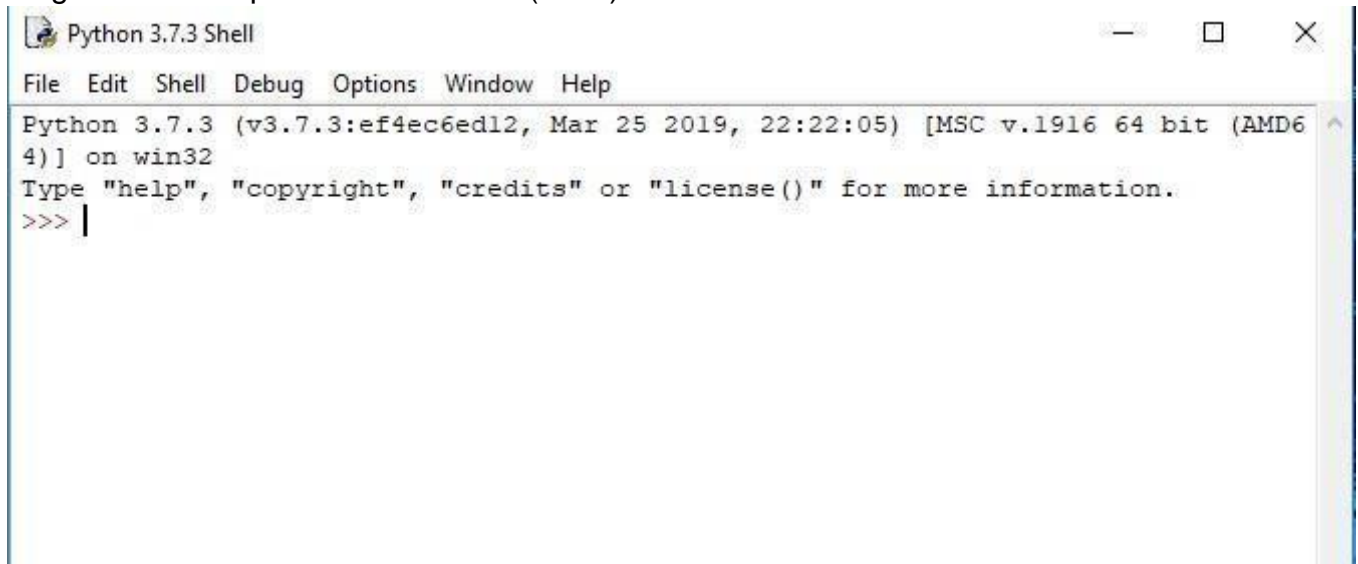 Python 3.7.3 Shell
File Edit Shell Debug Options Window Help
Python 3.7.3 (v3.7.3:ef4ec6ed12, Mar 25 2019, 22:22:05) [MSC v.1916 64 bit (AMD6
4)] on win32
Type "help", "copyright", "credits" or "license()" for more information.
>>>